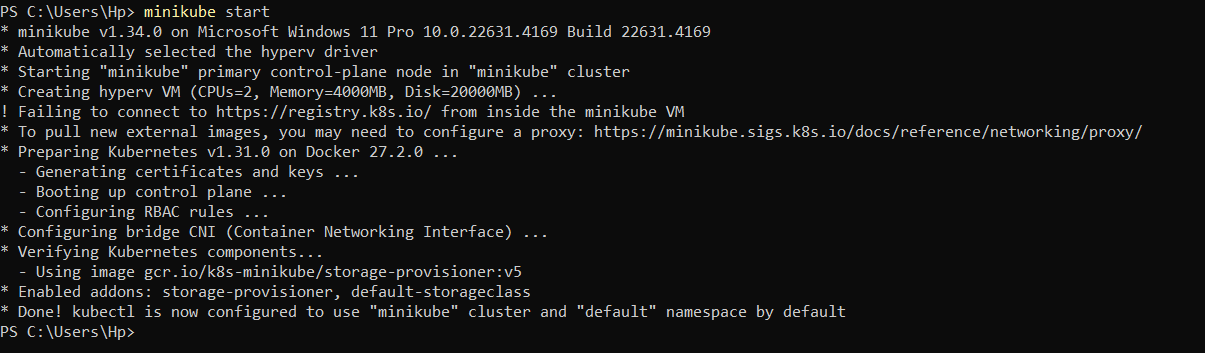 PS C:\Users\Hp> minikube start
* minikube v1.34.0 on Microsoft Windows 11 Pro 10.0.22631.4169 Build 22631.4169
* Automatically selected the hyperv driver
* Starting "minikube" primary control-plane node in "minikube" cluster
* Creating hyperv VM (CPUs=2, Memory=4000MB, Disk=20000MB) ...
! Failing to connect to https://registry.k8s.io/ from inside the minikube VM
* To pull new external images, you may need to configure a proxy: https://minikube.sigs.k8s.io/docs/reference/networking/proxy/
* Preparing Kubernetes v1.31.0 on Docker 27.2.0 ...
  - Generating certificates and keys ...
  - Booting up control plane ...
  - Configuring RBAC rules ...
* Configuring bridge CNI (Container Networking Interface) ...
* Verifying Kubernetes components...
  - Using image gcr.io/k8s-minikube/storage-provisioner:v5
* Enabled addons: storage-provisioner, default-storageclass
* Done! kubectl is now configured to use "minikube" cluster and "default" namespace by default
PS C:\Users\Hp>